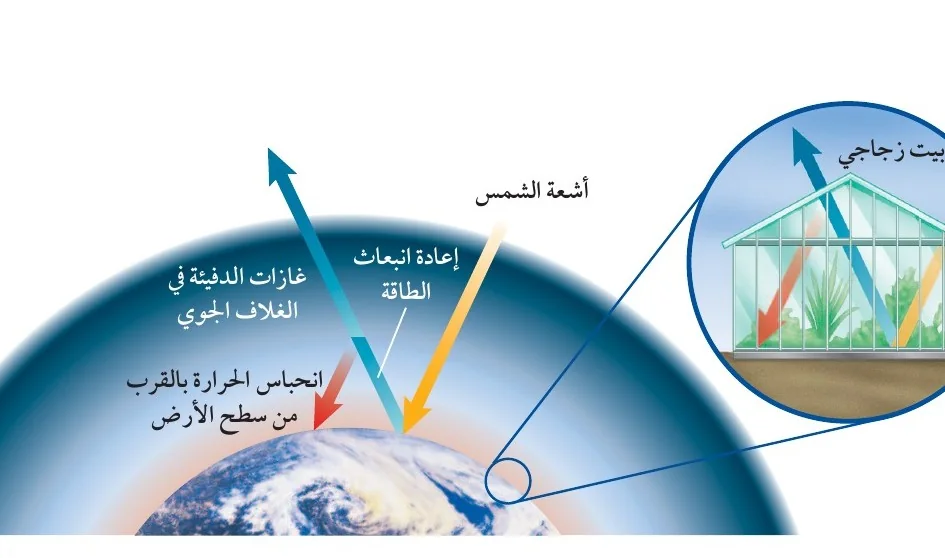 بيت زجاجي
أشعة الشمس
إعادة انبعاث
الطاقة
غازات الدفيئة في
الغلاف الجوي
انحباس الحرارة بالقرب
من سطح الأرض